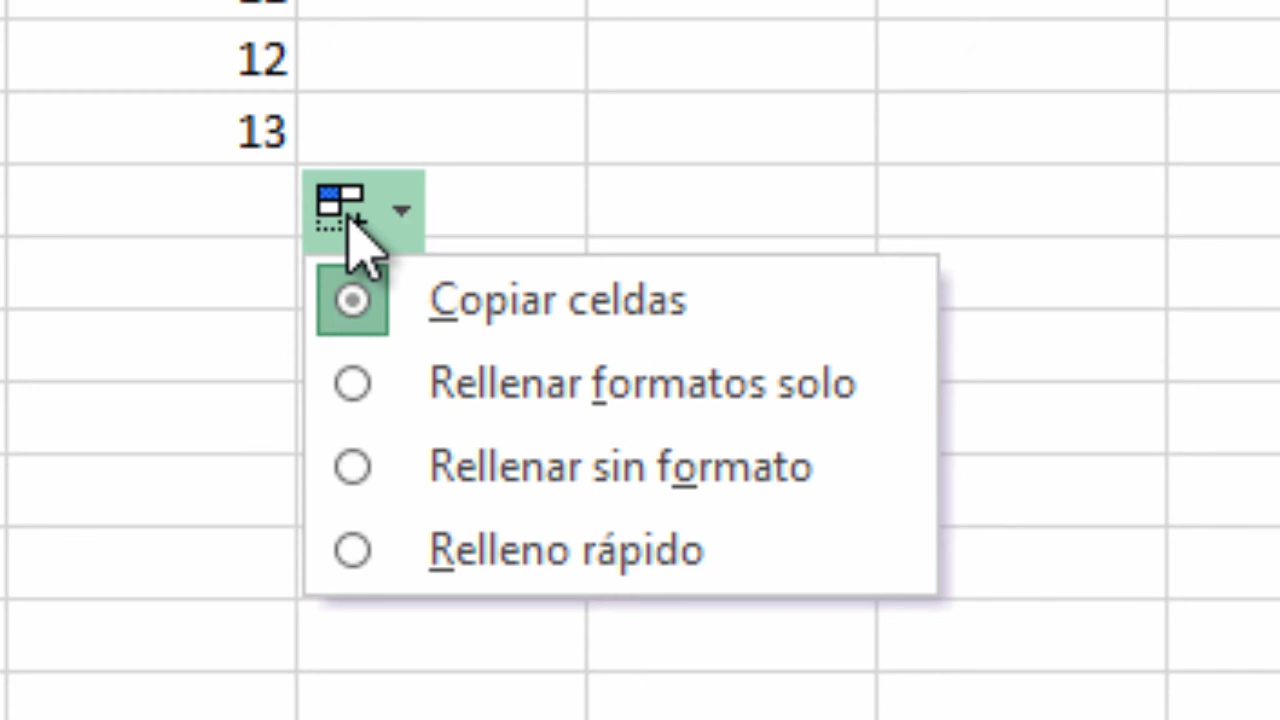 12
13
Copiar celdas
Rellenar formatos solo
Rellenar sin formato
Relleno rápido